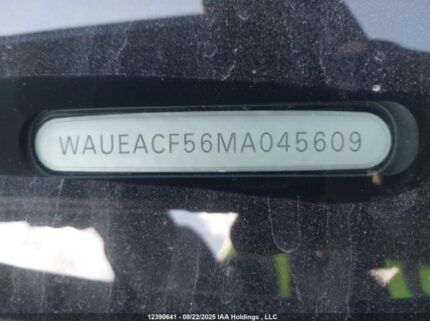 WAUEACF56MA045609
12390641 - 08/22/2025 IAA Holdings , LLC